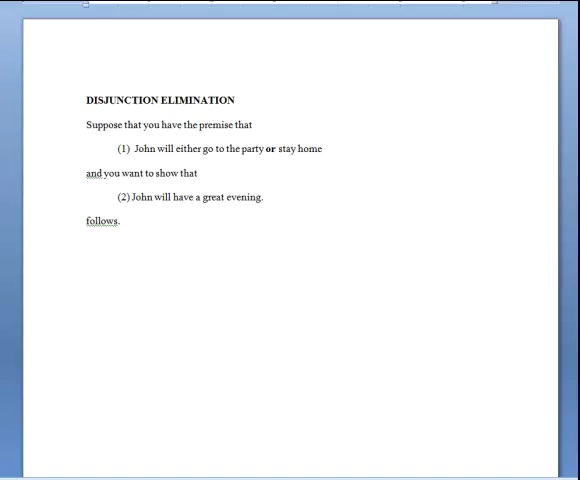 DISJUNCTION ELIMINATION
Suppose that you have the premise that
(1) John will either go to the party or stay home
and you want to show that
(2) John will have a great evening.
follows.